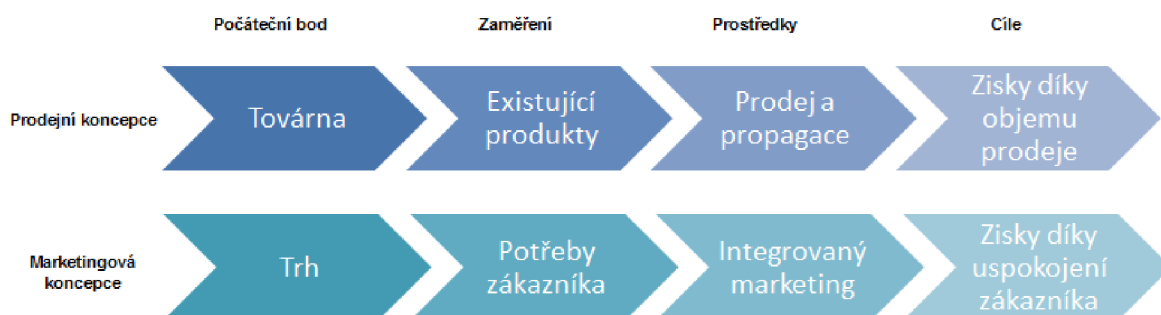 Počáteční bod
Zaměření
Prostředky
Cíle
Prodejní koncepce
Továrna
Existující
produkty
Prodej a
propagace
Zisky díky
objemu
prodeje
Marketingová
koncepce
Trh
Potřeby
zákazníka
Integrovaný
marketing
Zisky díky
uspokojení
zákazníka